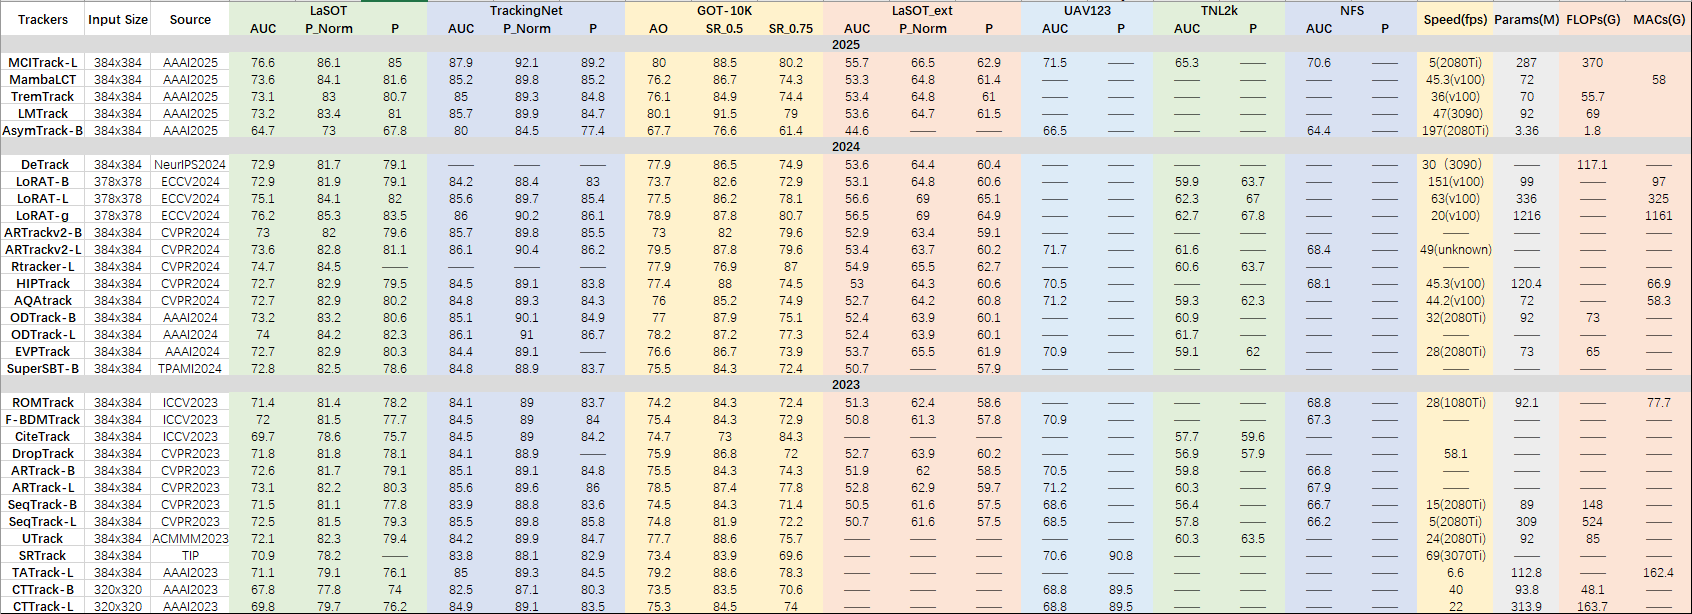 Trackers Input Size Source LaSOT TrackingNet GOT-10K LaSOT_ext UAV123 TNL2k NFS Speed(fps) Params(M) FLOPs(G) MACs(G)
AUC P_Norm P AUC P_Norm P AO SR_0.5 SR_0.75 AUC P_Norm P AUC P AUC P AUC P
2025
MCITrack-L 384x384 AAAI2025 76.6 86.1 85 87.9 92.1 89.2 80 88.5 80.2 55.7 66.5 62.9 71.5 —— 65.3 —— 70.6 —— 5(2080Ti) 287 370
MambaLCT 384x384 AAAI2025 73.6 84.1 81.6 85.2 89.8 85.2 76.2 86.7 74.3 53.3 64.8 61.4 —— —— —— —— —— —— 45.3(v100) 72 58
TremTrack 384x384 AAAI2025 73.1 83 80.7 85 89.3 84.8 76.1 84.9 74.4 53.4 64.8 61 —— —— —— —— —— —— 36(v100) 70 55.7
LMTrack 384x384 AAAI2025 73.2 83.4 81 85.7 89.9 84.7 80.1 91.5 79 53.6 64.7 61.5 —— —— —— —— —— —— 47(3090) 92 69
AsymTrack-B 384x384 AAAI2025 64.7 73 67.8 80 84.5 77.4 67.7 76.6 61.4 44.6 —— —— 66.5 —— —— —— 64.4 —— 197(2080Ti) 3.36 1.8
2024
DeTrack 384x384 NeurIPS2024 72.9 81.7 79.1 —— —— —— 77.9 86.5 74.9 53.6 64.4 60.4 —— —— —— —— —— —— 30（3090） —— 117.1 ——
LoRAT-B 378x378 ECCV2024 72.9 81.9 79.1 84.2 88.4 83 73.7 82.6 72.9 53.1 64.8 60.6 —— —— 59.9 63.7 —— —— 151(v100) 99 —— 97
LoRAT-L 378x378 ECCV2024 75.1 84.1 82 85.6 89.7 85.4 77.5 86.2 78.1 56.6 69 65.1 —— —— 62.3 67 —— —— 63(v100) 336 —— 325
LoRAT-g 378x378 ECCV2024 76.2 85.3 83.5 86 90.2 86.1 78.9 87.8 80.7 56.5 69 64.9 —— —— 62.7 67.8 —— —— 20(v100) 1216 —— 1161
ARTrackv2-B 384x384 CVPR2024 73 82 79.6 85.7 89.8 85.5 73 82 79.6 52.9 63.4 59.1 —— —— —— —— —— —— —— —— —— ——
ARTrackv2-L 384x384 CVPR2024 73.6 82.8 81.1 86.1 90.4 86.2 79.5 87.8 79.6 53.4 63.7 60.2 71.7 —— 61.6 —— 68.4 —— 49(unknown) —— —— ——
Rtracker-L 384x384 CVPR2024 74.7 84.5 —— —— —— —— 77.9 76.9 87 54.9 65.5 62.7 —— —— 60.6 63.7 —— —— —— —— —— ——
HIPTrack 384x384 CVPR2024 72.7 82.9 79.5 84.5 89.1 83.8 77.4 88 74.5 53 64.3 60.6 70.5 —— —— —— 68.1 —— 45.3(v100) 120.4 —— 66.9
AQAtrack 384x384 CVPR2024 72.7 82.9 80.2 84.8 89.3 84.3 76 85.2 74.9 52.7 64.2 60.8 71.2 —— 59.3 62.3 —— —— 44.2(v100) 72 —— 58.3
ODTrack-B 384x384 AAAI2024 73.2 83.2 80.6 85.1 90.1 84.9 77 87.9 75.1 52.4 63.9 60.1 —— —— 60.9 —— —— —— 32(2080Ti) 92 73 ——
ODTrack-L 384x384 AAAI2024 74 84.2 82.3 86.1 91 86.7 78.2 87.2 77.3 52.4 63.9 60.1 —— —— 61.7 —— —— —— —— —— —— ——
EVPTrack 384x384 AAAI2024 72.7 82.9 80.3 84.4 89.1 —— 76.6 86.7 73.9 53.7 65.5 61.9 70.9 —— 59.1 62 —— —— 28(2080Ti) 73 65 ——
SuperSBT-B 384x384 TPAMI2024 72.8 82.5 78.6 84.8 88.9 83.7 75.5 84.3 72.4 50.7 —— 57.9 —— —— —— —— —— —— —— —— —— ——
2023
ROMTrack 384x384 ICCV2023 71.4 81.4 78.2 84.1 89 83.7 74.2 84.3 72.4 51.3 62.4 58.6 —— —— —— —— 68.8 —— 28(1080Ti) 92.1 —— 77.7
F-BDMTrack 384x384 ICCV2023 72 81.5 77.7 84.5 89 84 75.4 84.3 72.9 50.8 61.3 57.8 70.9 —— —— —— 67.3 —— —— —— —— ——
CiteTrack 384x384 ICCV2023 69.7 78.6 75.7 84.5 89 84.2 74.7 73 84.3 —— —— —— —— —— 57.7 59.6 —— —— —— —— —— ——
DropTrack 384x384 CVPR2023 71.8 81.8 78.1 84.1 88.9 —— 75.9 86.8 72 52.7 63.9 60.2 —— —— 56.9 57.9 —— —— 58.1 —— —— ——
ARTrack-B 384x384 CVPR2023 72.6 81.7 79.1 85.1 89.1 84.8 75.5 84.3 74.3 51.9 62 58.5 70.5 —— 59.8 —— 66.8 —— —— —— —— ——
ARTrack-L 384x384 CVPR2023 73.1 82.2 80.3 85.6 89.6 86 78.5 87.4 77.8 52.8 62.9 59.7 71.2 —— 60.3 —— 67.9 —— —— —— —— ——
SeqTrack-B 384x384 CVPR2023 71.5 81.1 77.8 83.9 88.8 83.6 74.5 84.3 71.4 50.5 61.6 57.5 68.6 —— 56.4 —— 66.7 —— 15(2080Ti) 89 148 ——
SeqTrack-L 384x384 CVPR2023 72.5 81.5 79.3 85.5 89.8 85.8 74.8 81.9 72.2 50.7 61.6 57.5 68.5 —— 57.8 —— 66.2 —— 5(2080Ti) 309 524 ——
UTrack 384x384 ACMMM2023 72.1 82.3 79.4 84.2 89.9 84.7 77.7 88.6 75.7 —— —— —— —— —— 60.3 63.5 —— —— 24(2080Ti) 92 85 ——
SRTrack 384x384 TIP 70.9 78.2 —— 83.8 88.1 82.9 73.4 83.9 69.6 —— —— —— 70.6 90.8 —— —— —— —— 69(3070Ti) —— —— ——
TATrack-L 384x384 AAAI2023 71.1 79.1 76.1 85 89.3 84.5 79.2 88.6 78.3 —— —— —— —— —— —— —— —— —— 6.6 112.8 —— 162.4
CTTrack-B 320x320 AAAI2023 67.8 77.8 74 82.5 87.1 80.3 73.5 83.5 70.6 —— —— —— 68.8 89.5 —— —— —— —— 40 93.8 48.1 ——
CTTrack-L 320x320 AAAI2023 69.8 79.7 76.2 84.9 89.1 83.5 75.3 84.5 74 —— —— —— 68.8 89.5 —— —— —— —— 22 313.9 163.7 ——